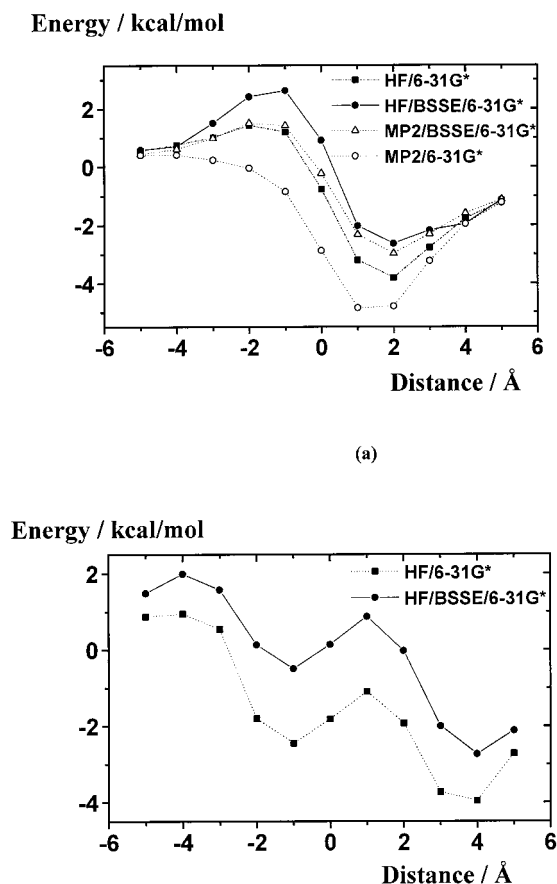 Energy / kcal/mol
HF/6-31G*
HF/BSSE/6-31G*
MP2/BSSE/6-31G*
MP2/6-31G*
2
0
-2
-4
-6 -4 -2 0 2 4 6
Distance / Å
(a)
Energy / kcal/mol
HF/6-31G*
HF/BSSE/6-31G*
2
0
-2
-4
-6 -4 -2 0 2 4 6
Distance / Å